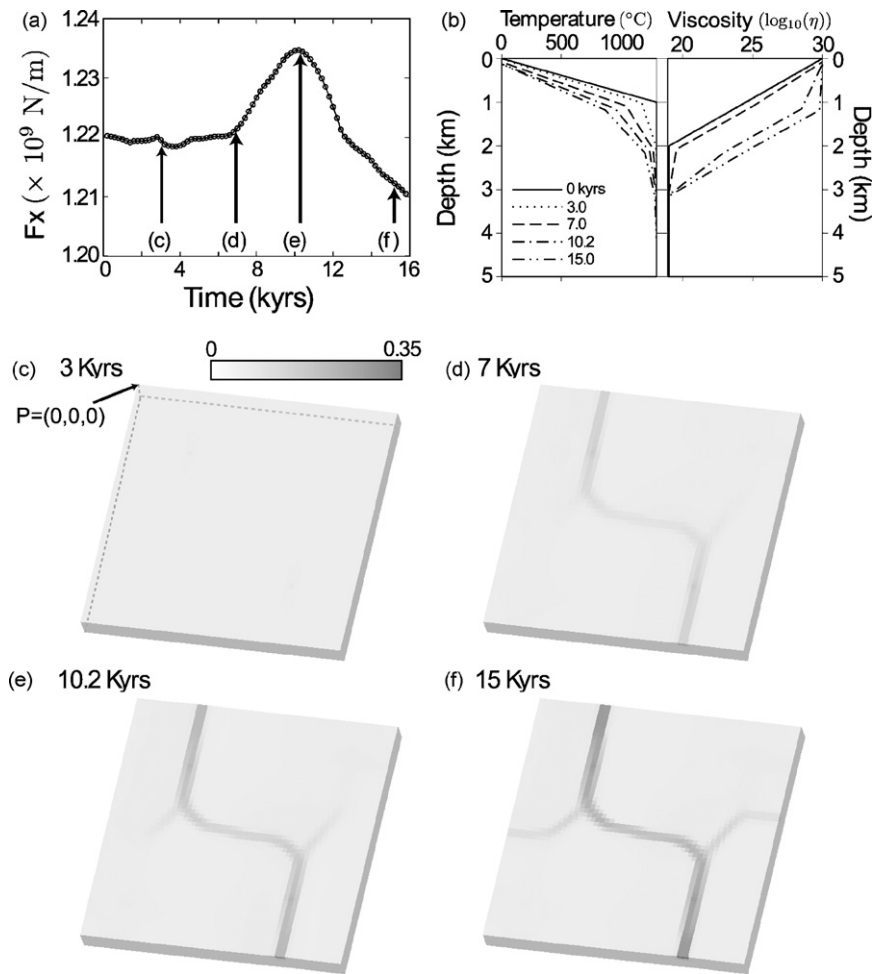 (a)
Fx (× 10⁹ N/m)
1.24
1.23
1.22
1.21
1.20
(c)
(d)
(e)
(f)
0 4 8 12 16
Time (kyrs)
(b)
Temperature (°C)
Viscosity (log₁₀(η))
0 500 1000
20 25 30
Depth (km)
0
1
2
3
4
5
0 kyrs
3.0
7.0
10.2
15.0
0
1
2
3
4
5
Depth (km)
(c) 3 Kyrs
0 0.35
P=(0,0,0)
(d) 7 Kyrs
(e) 10.2 Kyrs
(f) 15 Kyrs